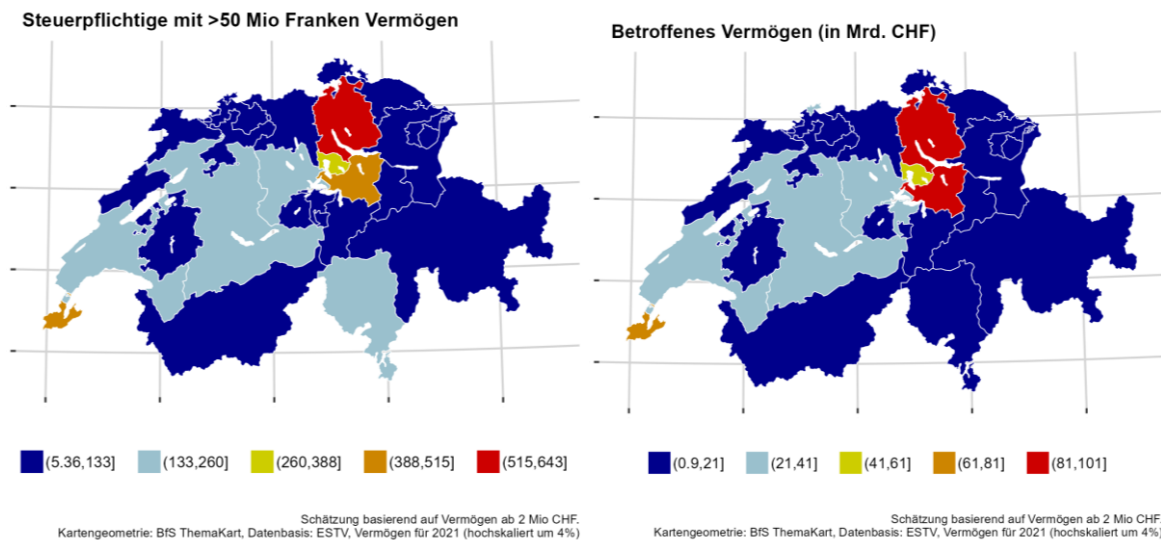 Steuerpflichtige mit >50 Mio Franken Vermögen
(5.36,133] (133,260] (260,388] (388,515] (515,643]
Schätzung basierend auf Vermögen ab 2 Mio CHF.
Kartengeometrie: BfS ThemaKart, Datenbasis: ESTV, Vermögen für 2021 (hochskaliert um 4%)
Betroffenes Vermögen (in Mrd. CHF)
(0.9,21] (21,41] (41,61] (61,81] (81,101]
Schätzung basierend auf Vermögen ab 2 Mio CHF.
Kartengeometrie: BfS ThemaKart, Datenbasis: ESTV, Vermögen für 2021 (hochskaliert um 4%)